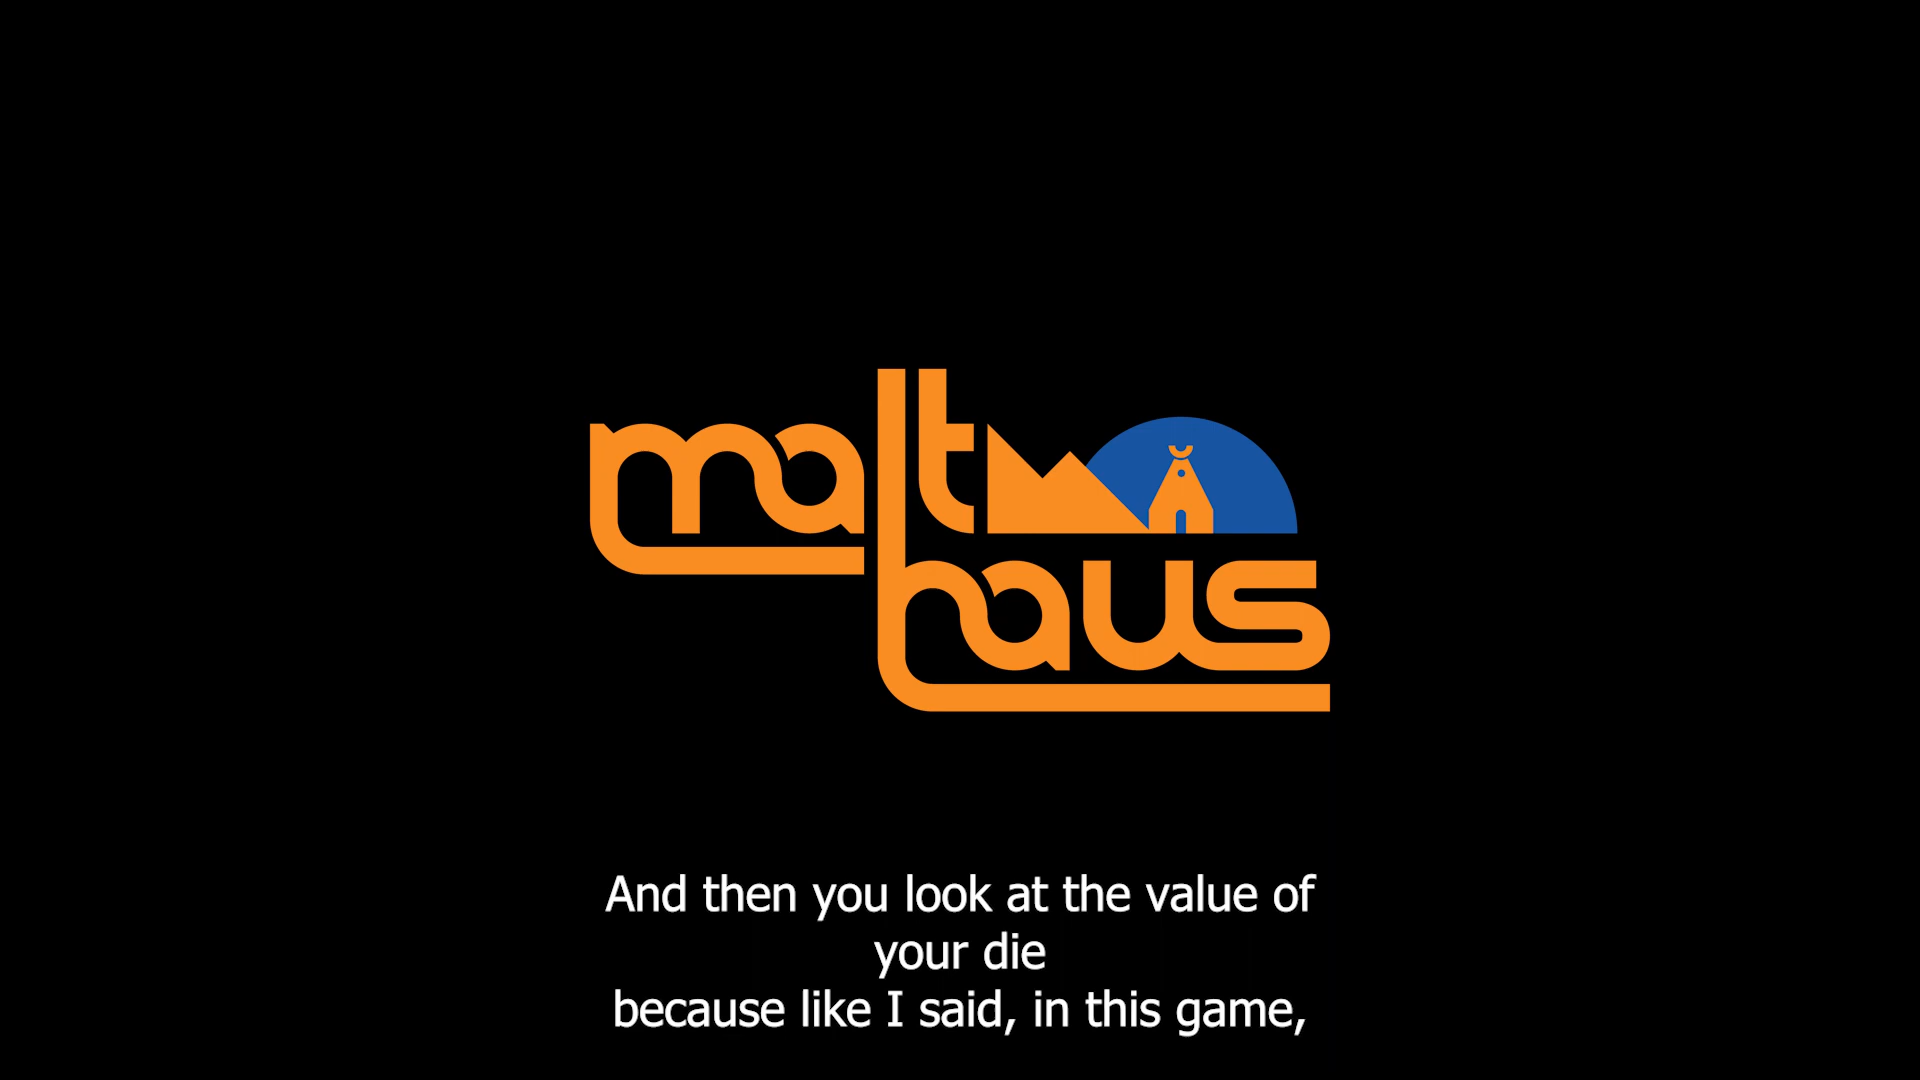 malt
haus
And then you look at the value of
your die
because like I said, in this game,